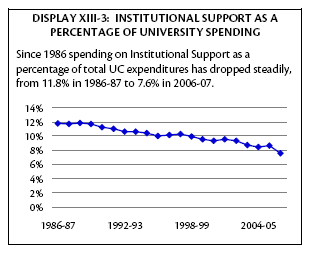 DISPLAY XIII-3: INSTITUTIONAL SUPPORT AS A
PERCENTAGE OF UNIVERSITY SPENDING
Since 1986 spending on Institutional Support as a
percentage of total UC expenditures has dropped steadily,
from 11.8% in 1986-87 to 7.6% in 2006-07.
14%
12%
10%
8%
6%
4%
2%
0%
1986-87 1992-93 1998-99 2004-05